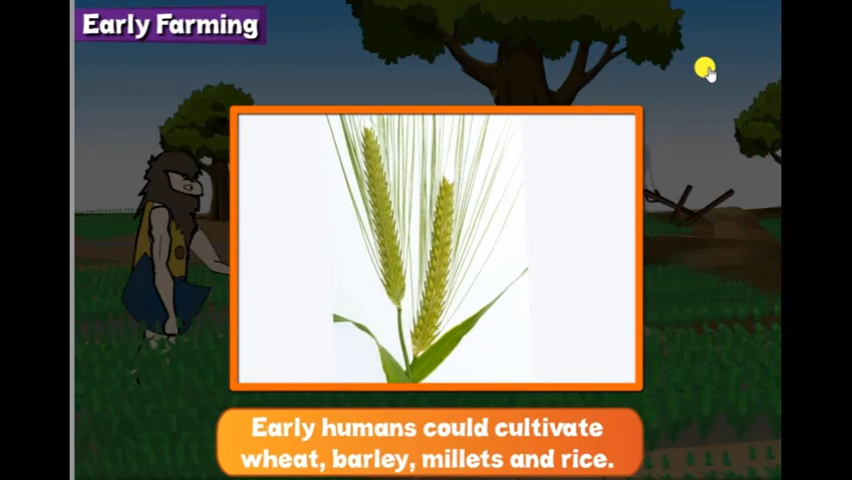 Early Farming
Early humans could cultivate
wheat, barley, millets and rice.